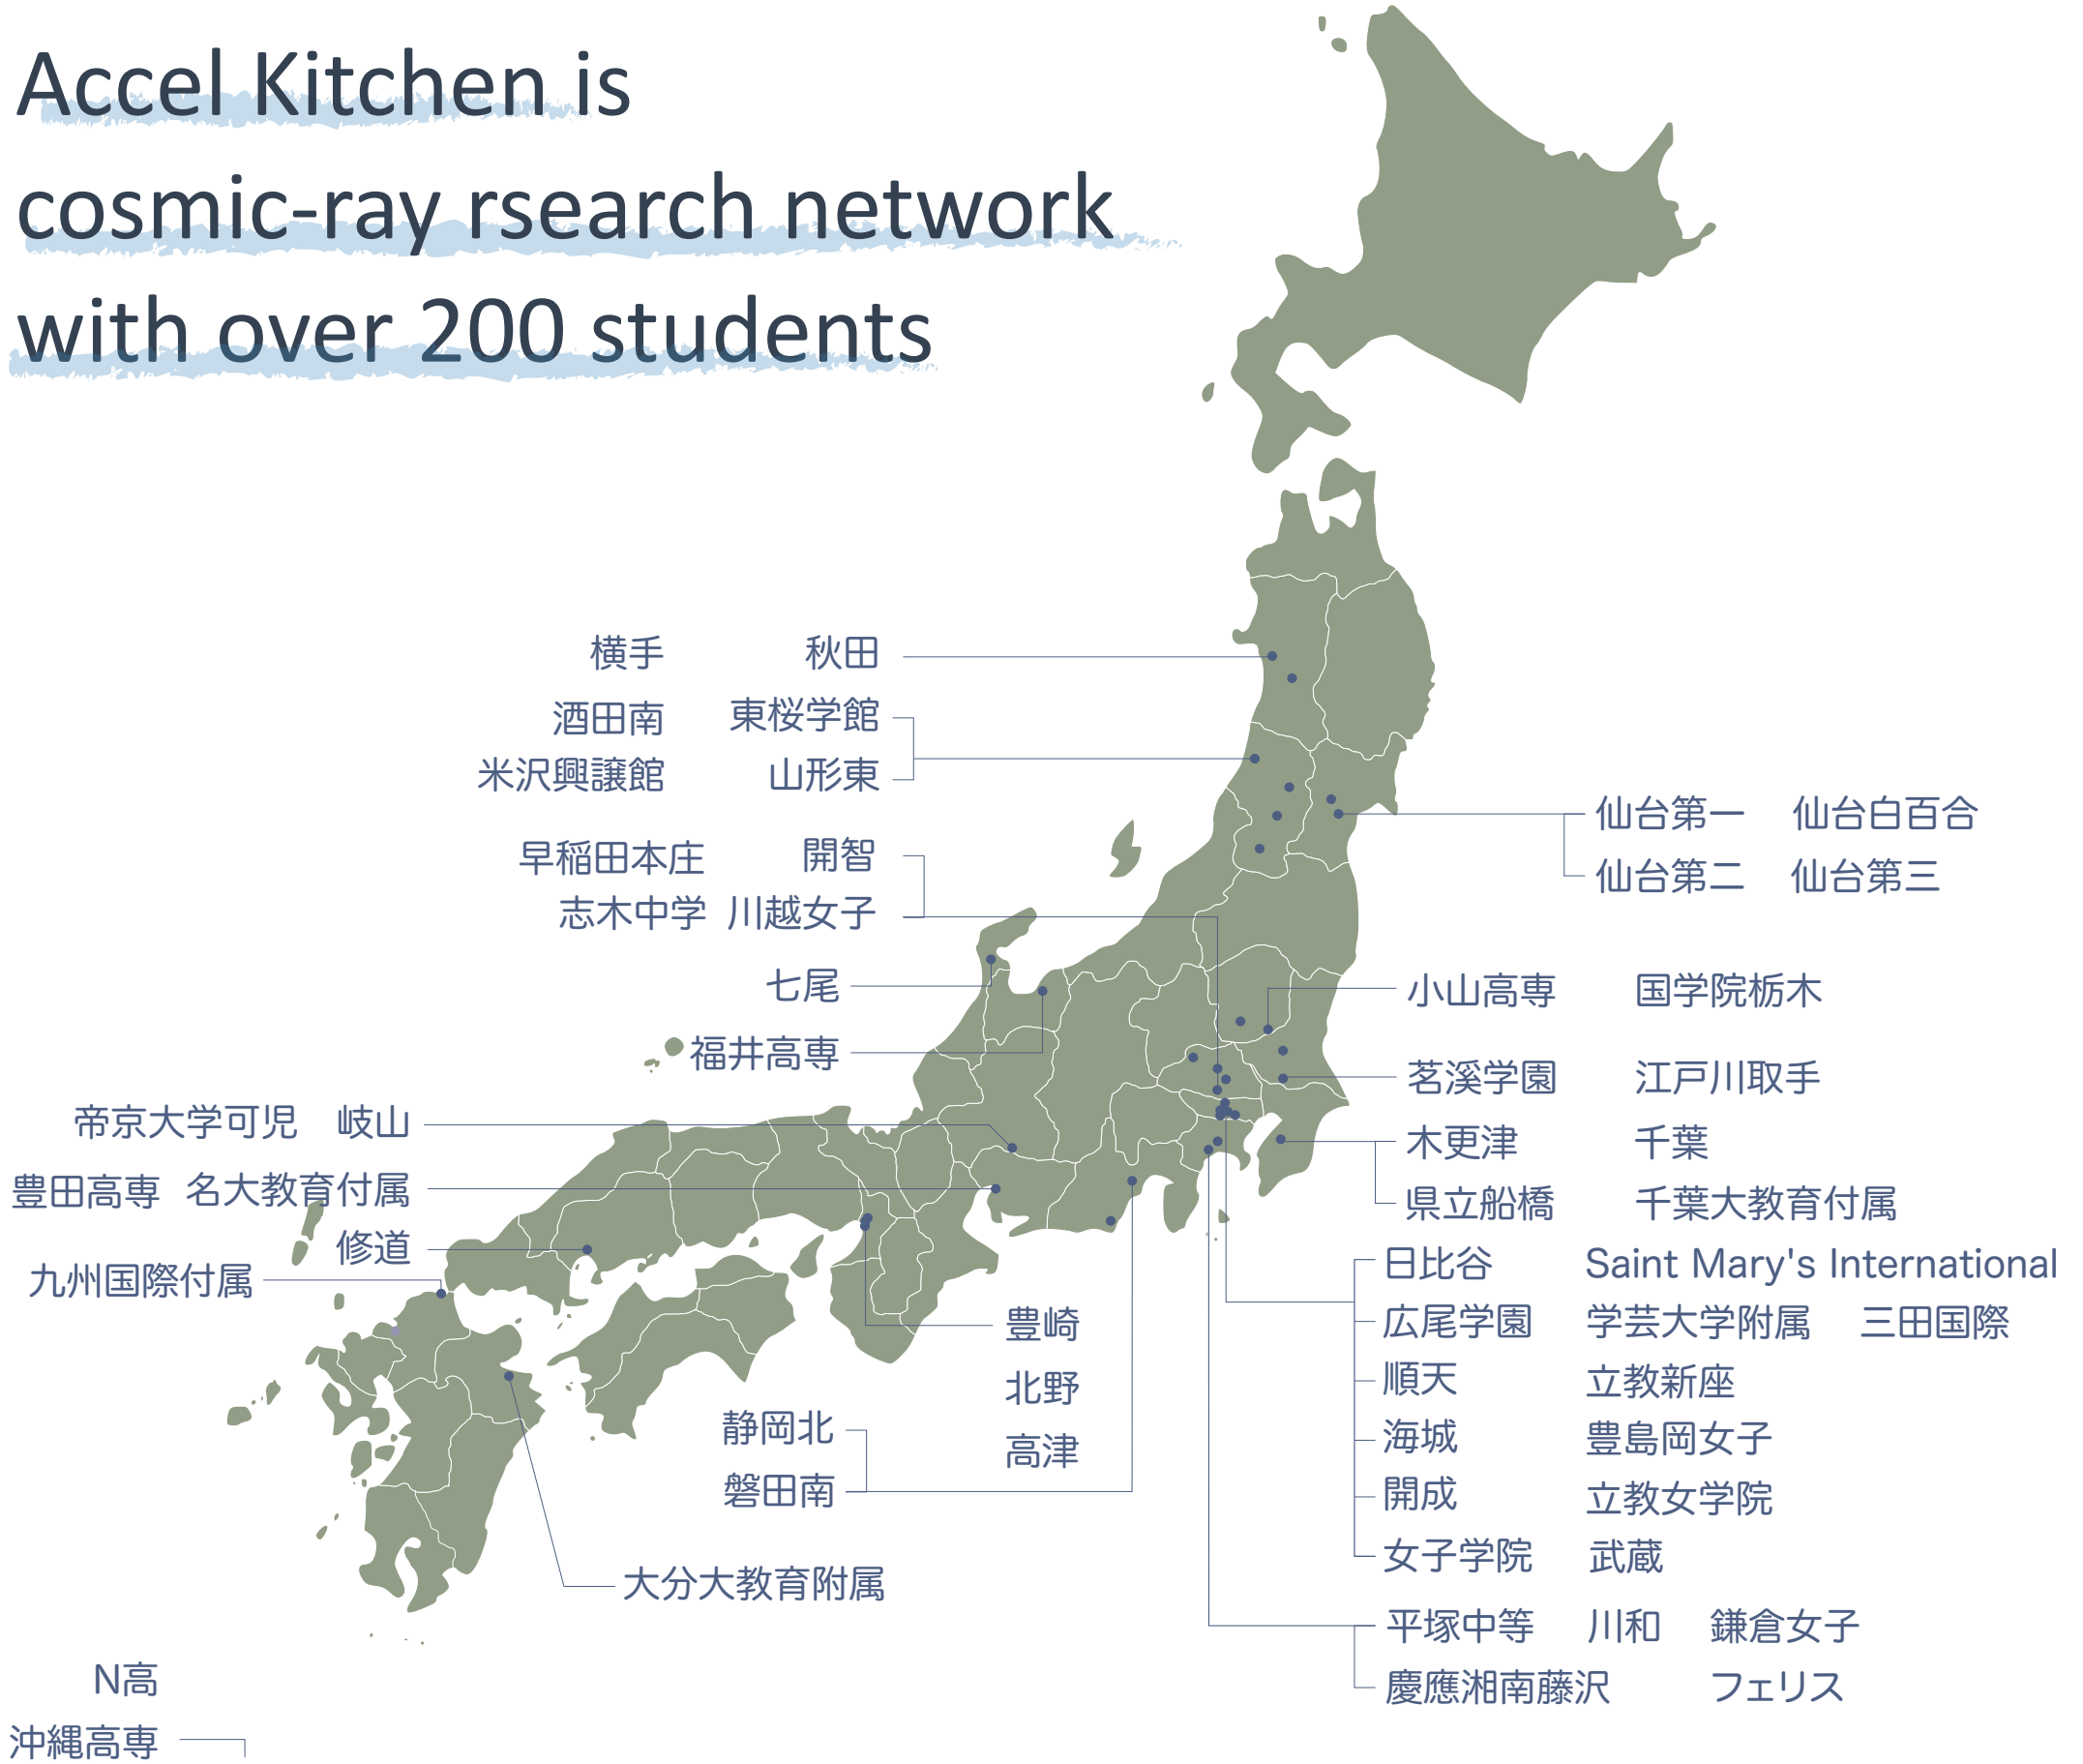 Accel Kitchen is
cosmic-ray rsearch network
with over 200 students
横手 秋田
酒田南 東桜学館
米沢興譲館 山形東
仙台第一 仙台白百合
仙台第二 仙台第三
早稲田本庄 開智
志木中学 川越女子
七尾
福井高専
小山高専 国学院栃木
茗溪学園 江戸川取手
木更津 千葉
県立船橋 千葉大教育付属
帝京大学可児 岐山
豊田高専 名大教育付属
修道
九州国際付属
日比谷 Saint Mary's International
広尾学園 学芸大学附属 三田国際
順天 立教新座
海城 豊島岡女子
開成 立教女学院
女子学院 武蔵
豊崎
北野
高津
静岡北
磐田南
大分大教育附属
平塚中等 川和 鎌倉女子
慶應湘南藤沢 フェリス
N高
沖縄高専